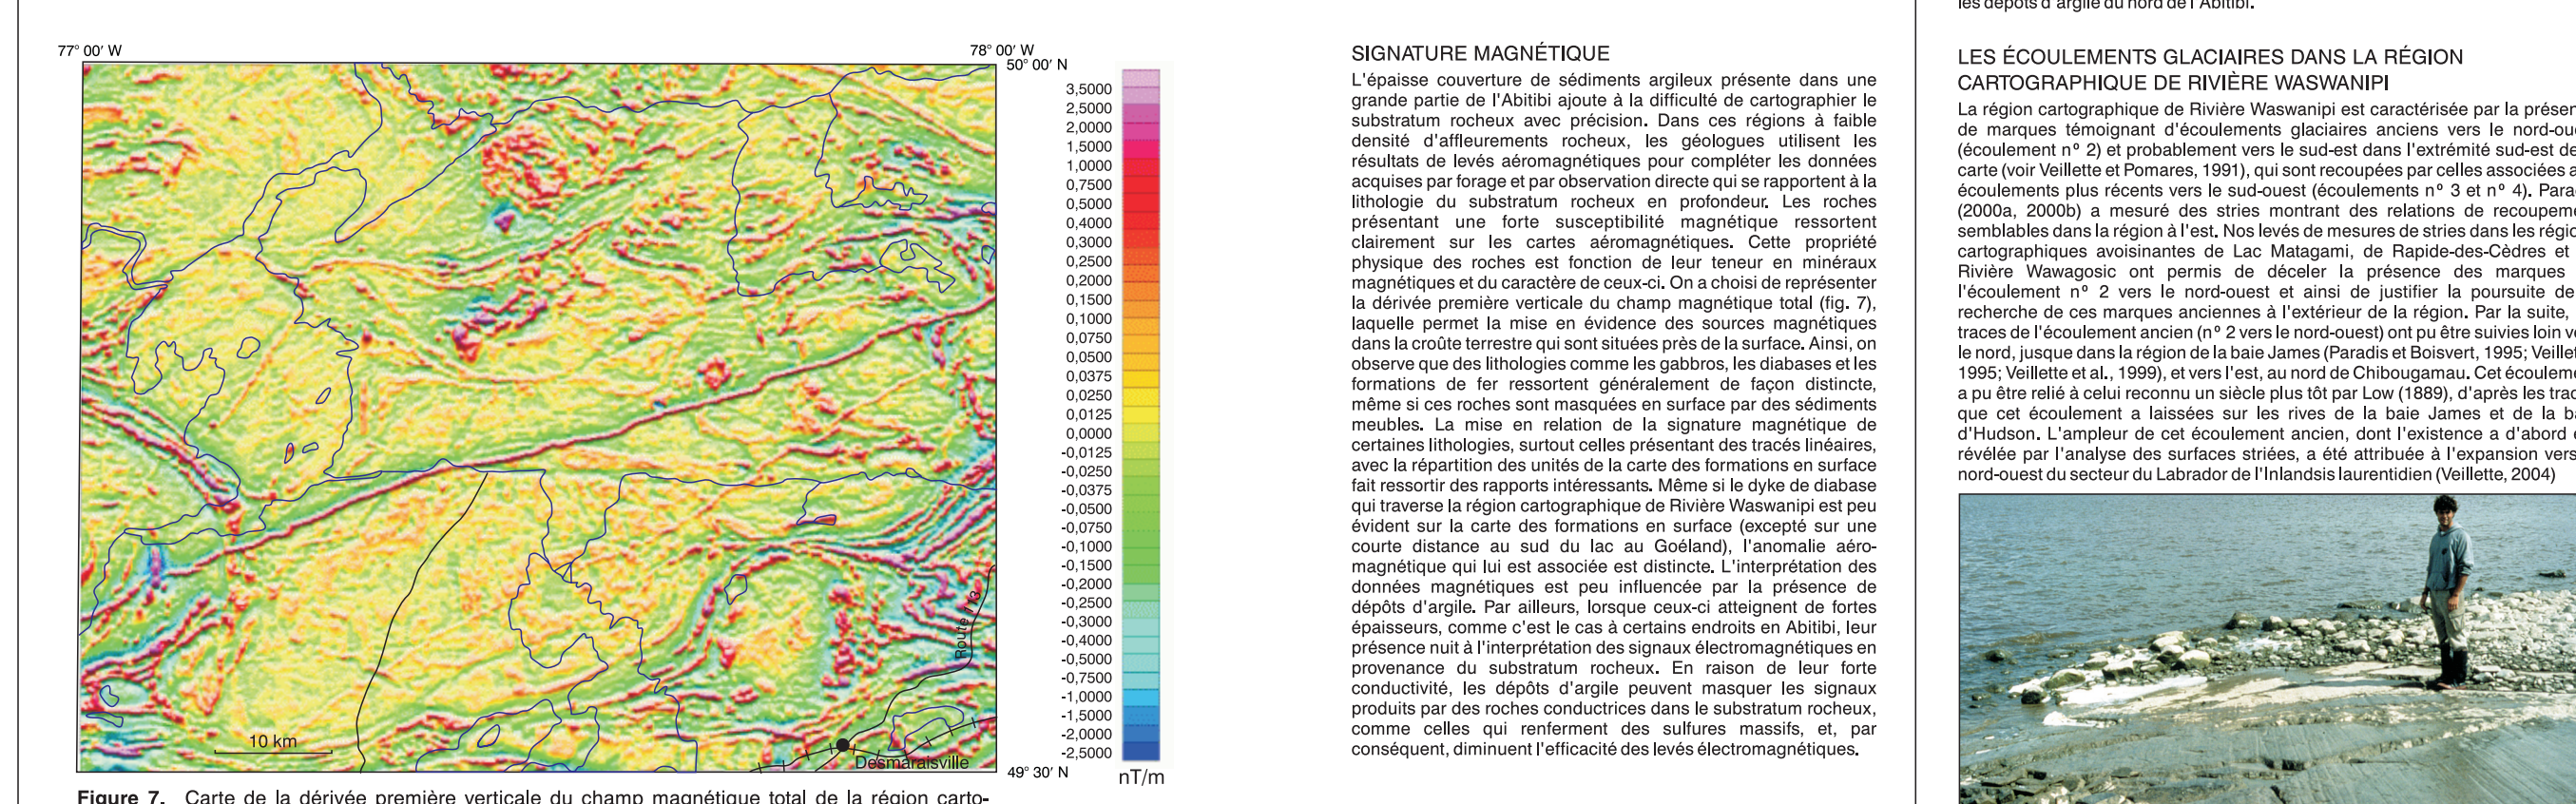 77° 00' W
78° 00' W
50° 00' N
3,5000
2,5000
2,0000
1,5000
1,0000
0,7500
0,5000
0,4000
0,3000
0,2500
0,2000
0,1500
0,1000
0,0750
0,0500
0,0375
0,0250
0,0125
0,0000
-0,0125
-0,0250
-0,0375
-0,0500
-0,0750
-0,1000
-0,1500
-0,2000
-0,2500
-0,3000
-0,4000
-0,5000
-0,7500
-1,0000
-1,5000
-2,0000
-2,5000
nT/m
Route 113
10 km
Desmaraisville
49° 30' N
Figure 7. Carte de la dérivée première verticale du champ magnétique total de la région carto-
SIGNATURE MAGNÉTIQUE
L'épaisse couverture de sédiments argileux présente dans une
grande partie de l'Abitibi ajoute à la difficulté de cartographier le
substratum rocheux avec précision. Dans ces régions à faible
densité d'affleurements rocheux, les géologues utilisent les
résultats de levés aéromagnétiques pour compléter les données
acquises par forage et par observation directe qui se rapportent à la
lithologie du substratum rocheux en profondeur. Les roches
présentant une forte susceptibilité magnétique ressortent
clairement sur les cartes aéromagnétiques. Cette propriété
physique des roches est fonction de leur teneur en minéraux
magnétiques et du caractère de ceux-ci. On a choisi de représenter
la dérivée première verticale du champ magnétique total (fig. 7),
laquelle permet la mise en évidence des sources magnétiques
dans la croûte terrestre qui sont situées près de la surface. Ainsi, on
observe que des lithologies comme les gabbros, les diabases et les
formations de fer ressortent généralement de façon distincte,
même si ces roches sont masquées en surface par des sédiments
meubles. La mise en relation de la signature magnétique de
certaines lithologies, surtout celles présentant des tracés linéaires,
avec la répartition des unités de la carte des formations en surface
fait ressortir des rapports intéressants. Même si le dyke de diabase
qui traverse la région cartographique de Rivière Waswanipi est peu
évident sur la carte des formations en surface (excepté sur une
courte distance au sud du lac au Goéland), l'anomalie aéro-
magnétique qui lui est associée est distincte. L'interprétation des
données magnétiques est peu influencée par la présence de
dépôts d'argile. Par ailleurs, lorsque ceux-ci atteignent de fortes
épaisseurs, comme c'est le cas à certains endroits en Abitibi, leur
présence nuit à l'interprétation des signaux électromagnétiques en
provenance du substratum rocheux. En raison de leur forte
conductivité, les dépôts d'argile peuvent masquer les signaux
produits par des roches conductrices dans le substratum rocheux,
comme celles qui renferment des sulfures massifs, et, par
conséquent, diminuent l'efficacité des levés électromagnétiques.
les dépôts d'argile du nord de l'Abitibi.
LES ÉCOULEMENTS GLACIAIRES DANS LA RÉGION
CARTOGRAPHIQUE DE RIVIÈRE WASWANIPI
La région cartographique de Rivière Waswanipi est caractérisée par la présen
de marques témoignant d'écoulements glaciaires anciens vers le nord-oue
(écoulement nº 2) et probablement vers le sud-est dans l'extrémité sud-est de
carte (voir Veillette et Pomares, 1991), qui sont recoupées par celles associées a
écoulements plus récents vers le sud-ouest (écoulements nº 3 et nº 4). Para
(2000a, 2000b) a mesuré des stries montrant des relations de recoupeme
semblables dans la région à l'est. Nos levés de mesures de stries dans les régio
cartographiques avoisinantes de Lac Matagami, de Rapide-des-Cèdres et
Rivière Wawagosic ont permis de déceler la présence des marques
l'écoulement nº 2 vers le nord-ouest et ainsi de justifier la poursuite de
recherche de ces marques anciennes à l'extérieur de la région. Par la suite,
traces de l'écoulement ancien (nº 2 vers le nord-ouest) ont pu être suivies loin ve
le nord, jusque dans la région de la baie James (Paradis et Boisvert, 1995; Veillet
1995; Veillette et al., 1999), et vers l'est, au nord de Chibougamau. Cet écouleme
a pu être relié à celui reconnu un siècle plus tôt par Low (1889), d'après les trac
que cet écoulement a laissées sur les rives de la baie James et de la ba
d'Hudson. L'ampleur de cet écoulement ancien, dont l'existence a d'abord
révélée par l'analyse des surfaces striées, a été attribuée à l'expansion vers
nord-ouest du secteur du Labrador de l'Inlandsis laurentidien (Veillette, 2004)